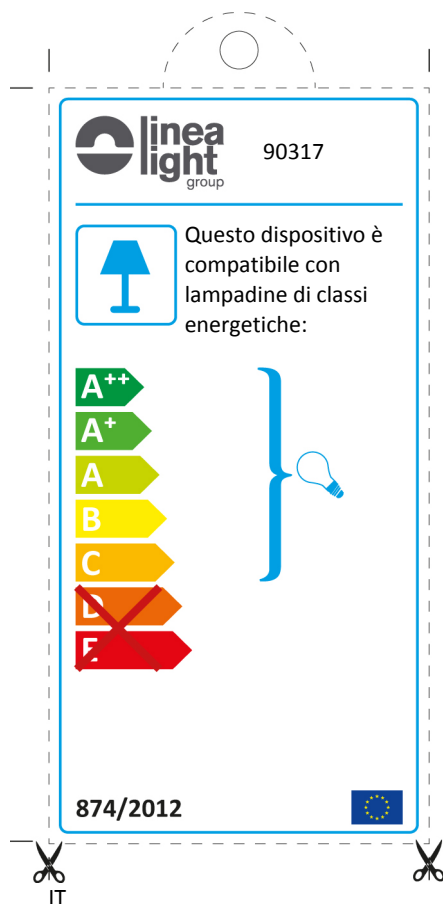 linea
light
group
90317
Questo dispositivo è
compatibile con
lampadine di classi
energetiche:
A++
A+
A
B
C
D
E
874/2012
IT